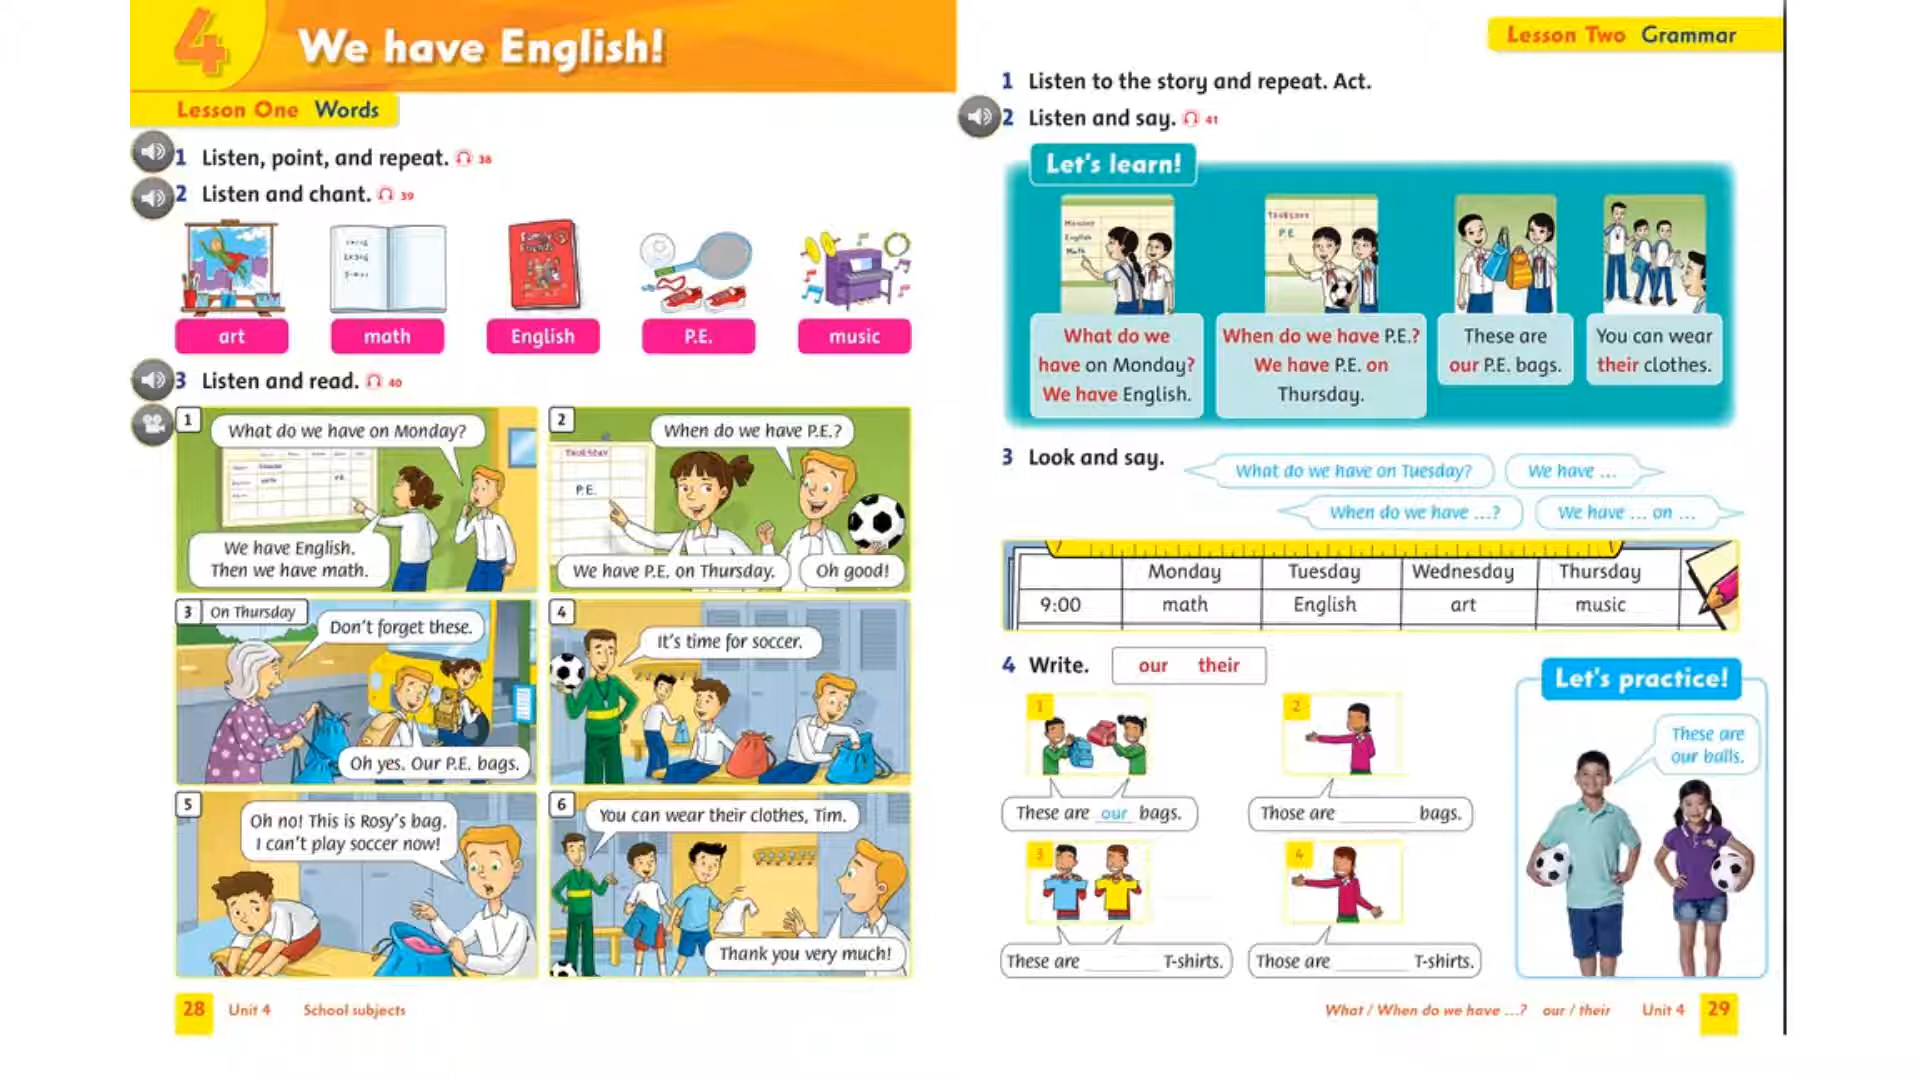 4
We have English!
Lesson One Words
1 Listen, point, and repeat. 38
2 Listen and chant. 39
art
math
English
P.E.
music
3 Listen and read. 40
1
What do we have on Monday?
We have English.
Then we have math.
2
When do we have P.E.?
THURSDAY
P.E.
We have P.E. on Thursday.
Oh good!
3 On Thursday
Don't forget these.
Oh yes. Our P.E. bags.
4
It's time for soccer.
5
Oh no! This is Rosy's bag.
I can't play soccer now!
6
You can wear their clothes, Tim.
Thank you very much!
28 Unit 4 School subjects
Lesson Two Grammar
1 Listen to the story and repeat. Act.
2 Listen and say. 41
Let's learn!
Monday
English
Math
What do we
have on Monday?
We have English.
THURSDAY
P.E.
When do we have P.E.?
We have P.E. on
Thursday.
These are
our P.E. bags.
You can wear
their clothes.
3 Look and say.
What do we have on Tuesday?
We have ...
When do we have ...?
We have ... on ...
Monday Tuesday Wednesday Thursday
9:00 math English art music
4 Write. our their
1
These are our bags.
2
Those are ________ bags.
3
These are ________ T-shirts.
4
Those are ________ T-shirts.
Let's practice!
These are
our balls.
What / When do we have ...? our / their Unit 4 29